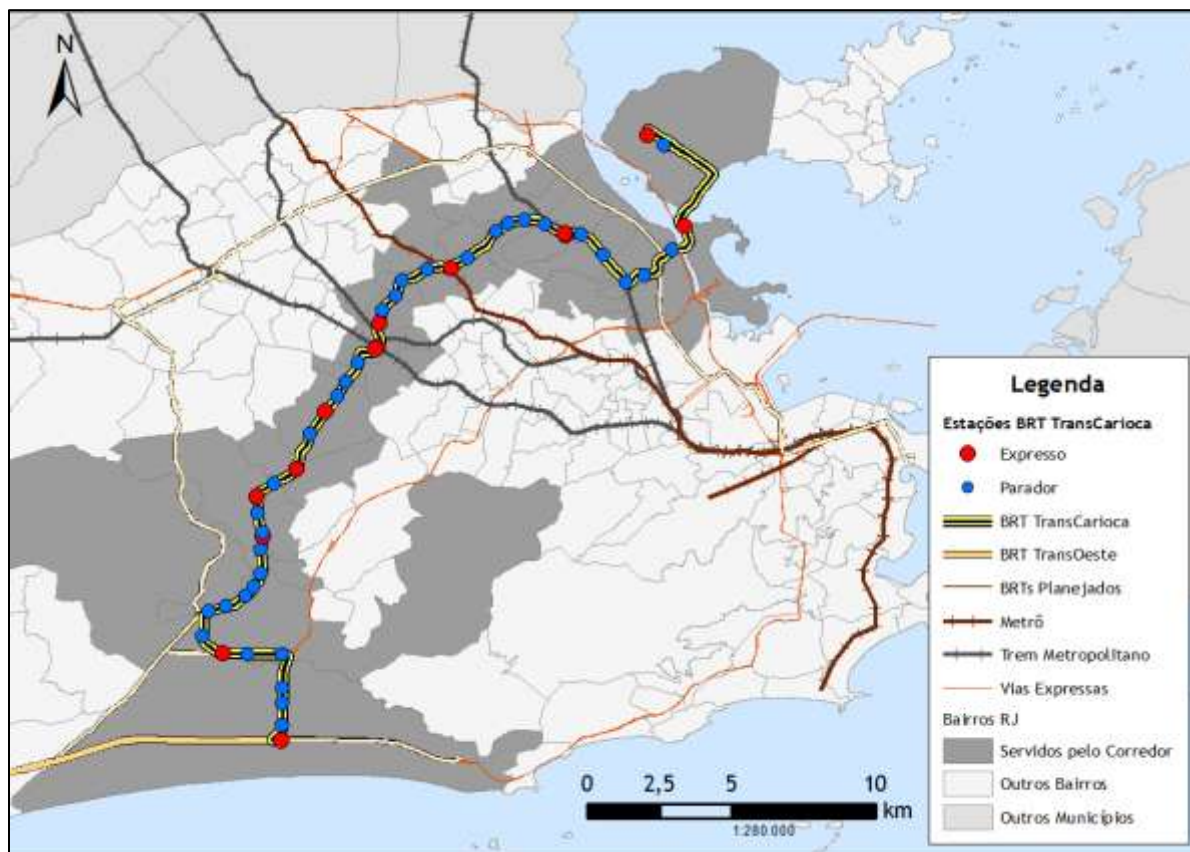 N
Legenda
Estações BRT TransCarioca
Expresso
Parador
BRT TransCarioca
BRT TransOeste
BRTs Planejados
Metrô
Trem Metropolitano
Vias Expressas
Bairros RJ
Servidos pelo Corredor
Outros Bairros
Outros Municípios
0 2,5 5 10
km
1:280.000